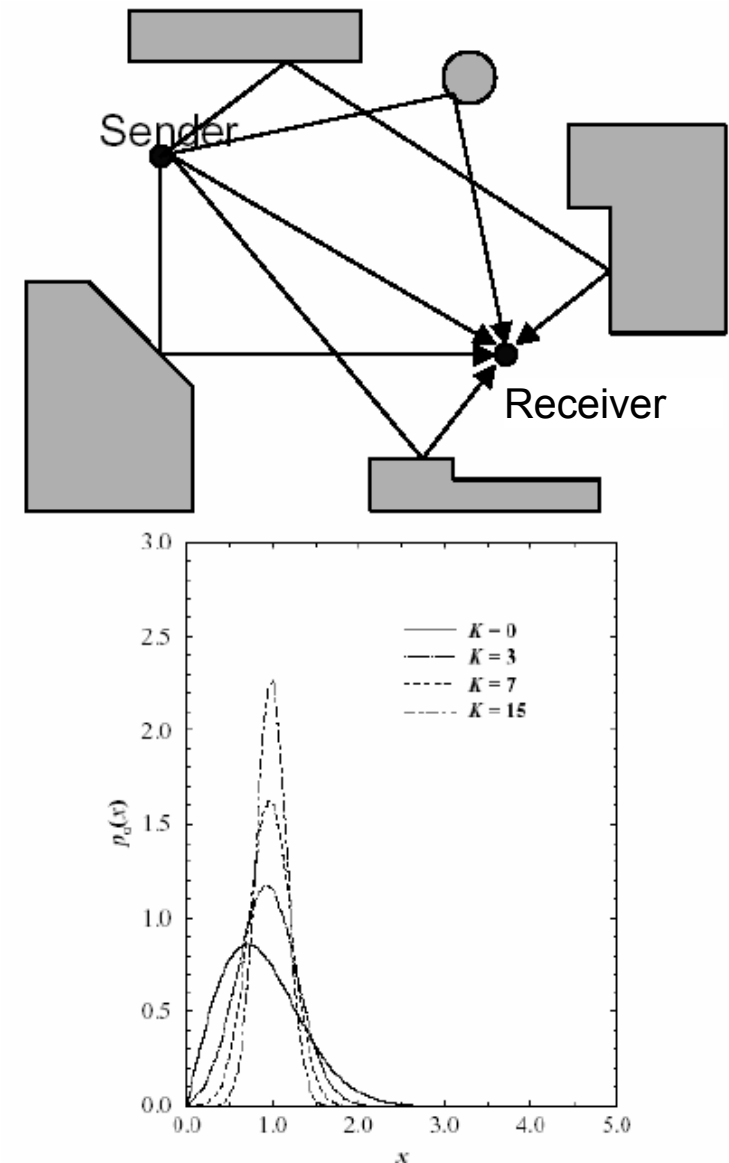 Sender
Receiver
3.0
2.5
2.0
1.5
1.0
0.5
0.0
pα(x)
K = 0
K = 3
K = 7
K = 15
0.0 1.0 2.0 3.0 4.0 5.0
x